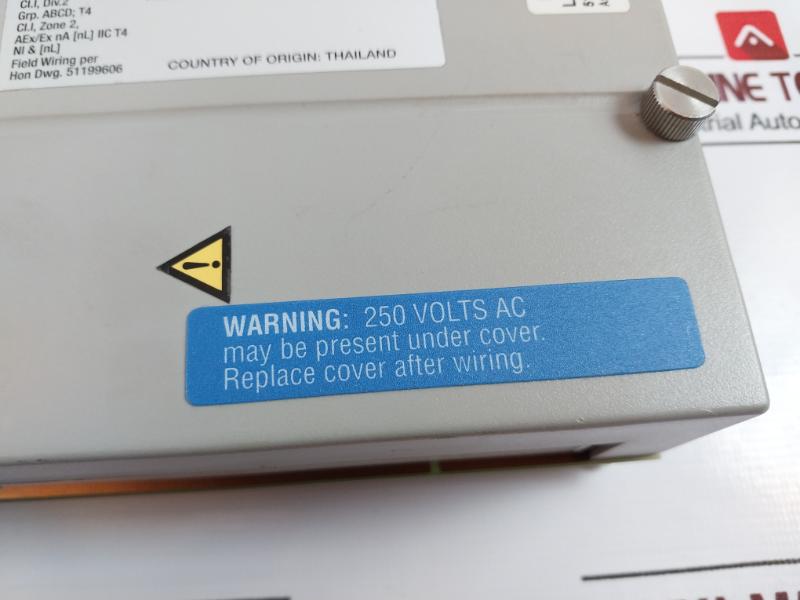 Cl.I, Div.2
Grp. ABCD; T4
Cl.I, Zone 2,
AEx/Ex nA [nL] IIC T4
NI & [nL]
Field Wiring per
Hon Dwg. 51199606
COUNTRY OF ORIGIN: THAILAND
WARNING: 250 VOLTS AC
may be present under cover.
Replace cover after wiring.